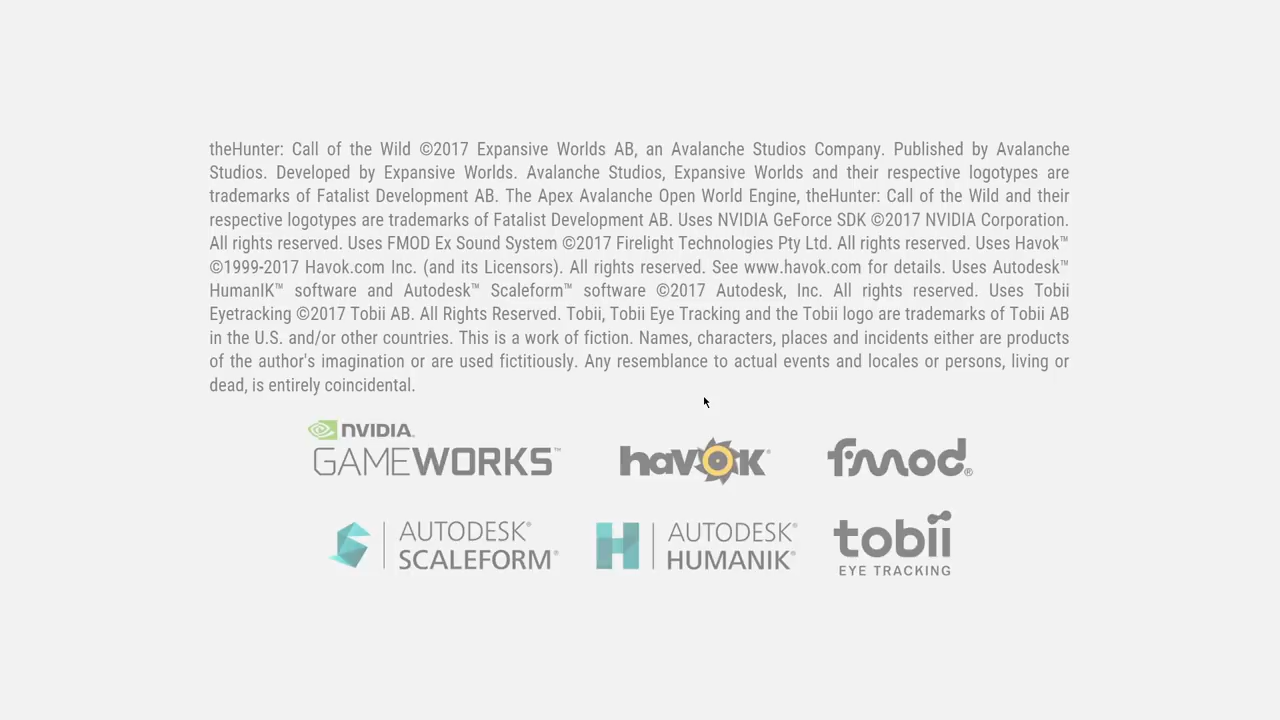 theHunter: Call of the Wild ©2017 Expansive Worlds AB, an Avalanche Studios Company. Published by Avalanche
Studios. Developed by Expansive Worlds. Avalanche Studios, Expansive Worlds and their respective logotypes are
trademarks of Fatalist Development AB. The Apex Avalanche Open World Engine, theHunter: Call of the Wild and their
respective logotypes are trademarks of Fatalist Development AB. Uses NVIDIA GeForce SDK ©2017 NVIDIA Corporation.
All rights reserved. Uses FMOD Ex Sound System ©2017 Firelight Technologies Pty Ltd. All rights reserved. Uses Havok™
©1999-2017 Havok.com Inc. (and its Licensors). All rights reserved. See www.havok.com for details. Uses Autodesk™
HumanIK™ software and Autodesk™ Scaleform™ software ©2017 Autodesk, Inc. All rights reserved. Uses Tobii
Eyetracking ©2017 Tobii AB. All Rights Reserved. Tobii, Tobii Eye Tracking and the Tobii logo are trademarks of Tobii AB
in the U.S. and/or other countries. This is a work of fiction. Names, characters, places and incidents either are products
of the author's imagination or are used fictitiously. Any resemblance to actual events and locales or persons, living or
dead, is entirely coincidental.
NVIDIA.
GAMEWORKS™
havok®
fmod®
AUTODESK®
SCALEFORM®
AUTODESK®
HUMANIK®
tobii
EYE TRACKING